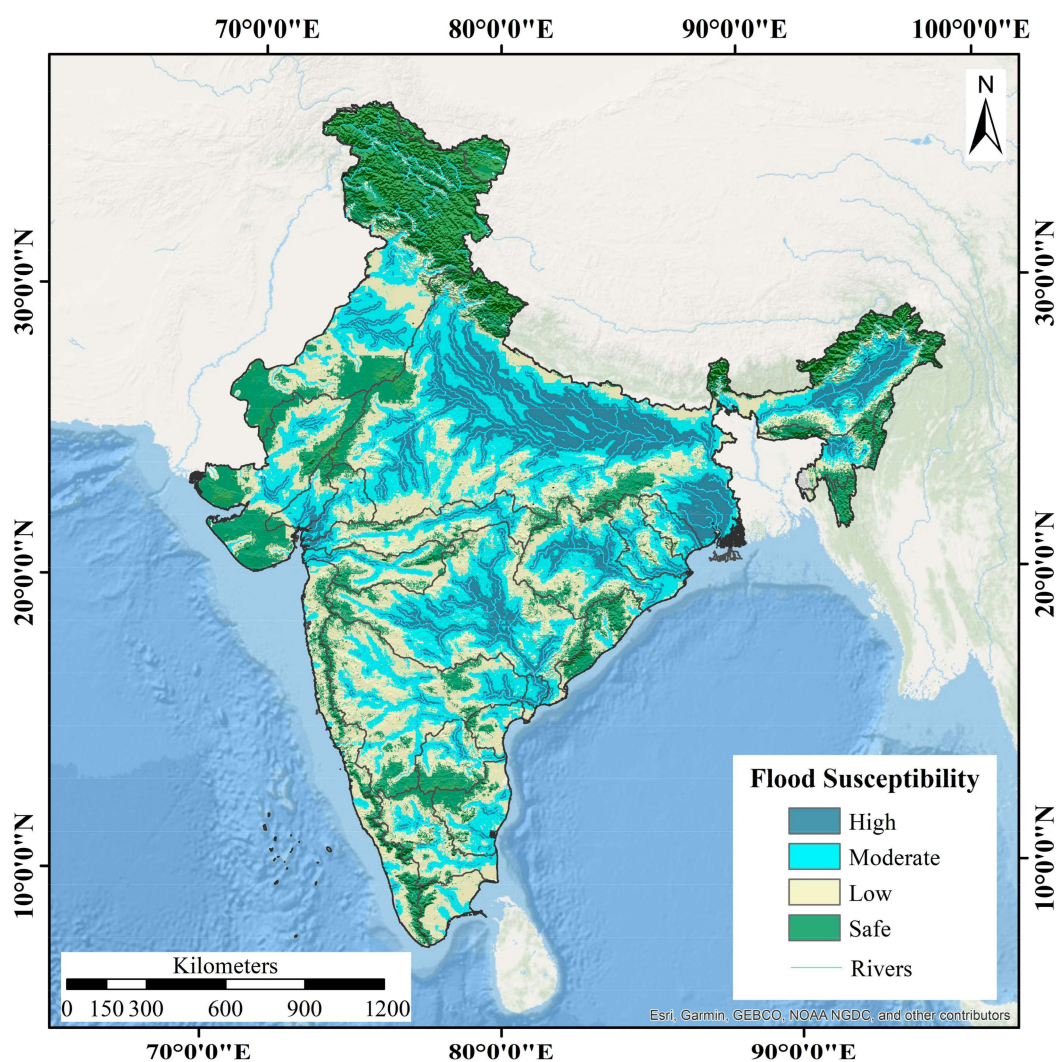 70°0'0"E 80°0'0"E 90°0'0"E 100°0'0"E
N
30°0'0"N
30°0'0"N
20°0'0"N
20°0'0"N
10°0'0"N
10°0'0"N
Flood Susceptibility
High
Moderate
Low
Safe
Rivers
Kilometers
0 150 300 600 900 1200
Esri, Garmin, GEBCO, NOAA NGDC, and other contributors
70°0'0"E 80°0'0"E 90°0'0"E